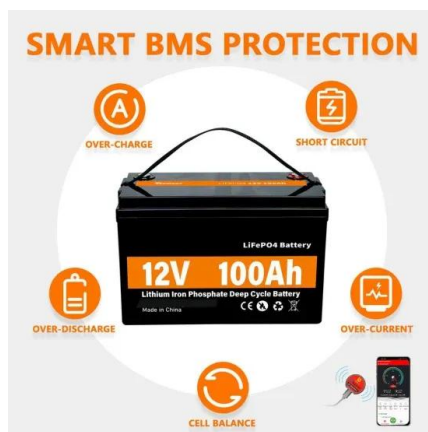 SMART BMS PROTECTION
A
OVER-CHARGE
SHORT CIRCUIT
LiFePO4 Battery
12V 100Ah
Lithium Iron Phosphate Deep Cycle Battery
Made in China
CE
OVER-DISCHARGE
OVER-CURRENT
CELL BALANCE